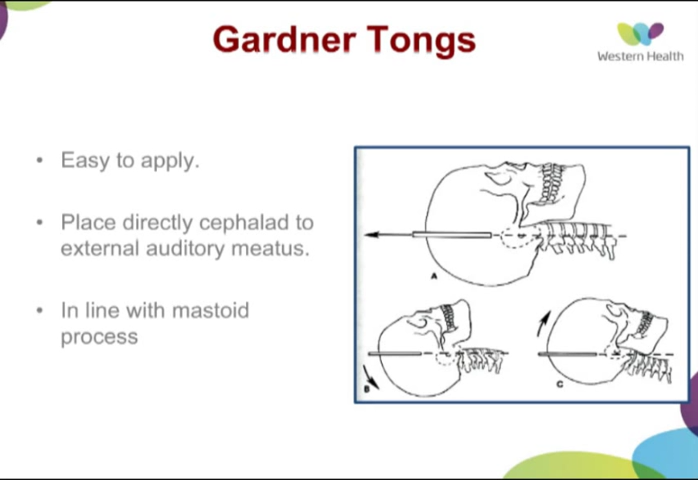 Gardner Tongs
Western Health
• Easy to apply.
• Place directly cephalad to
external auditory meatus.
• In line with mastoid
process
A
B
C